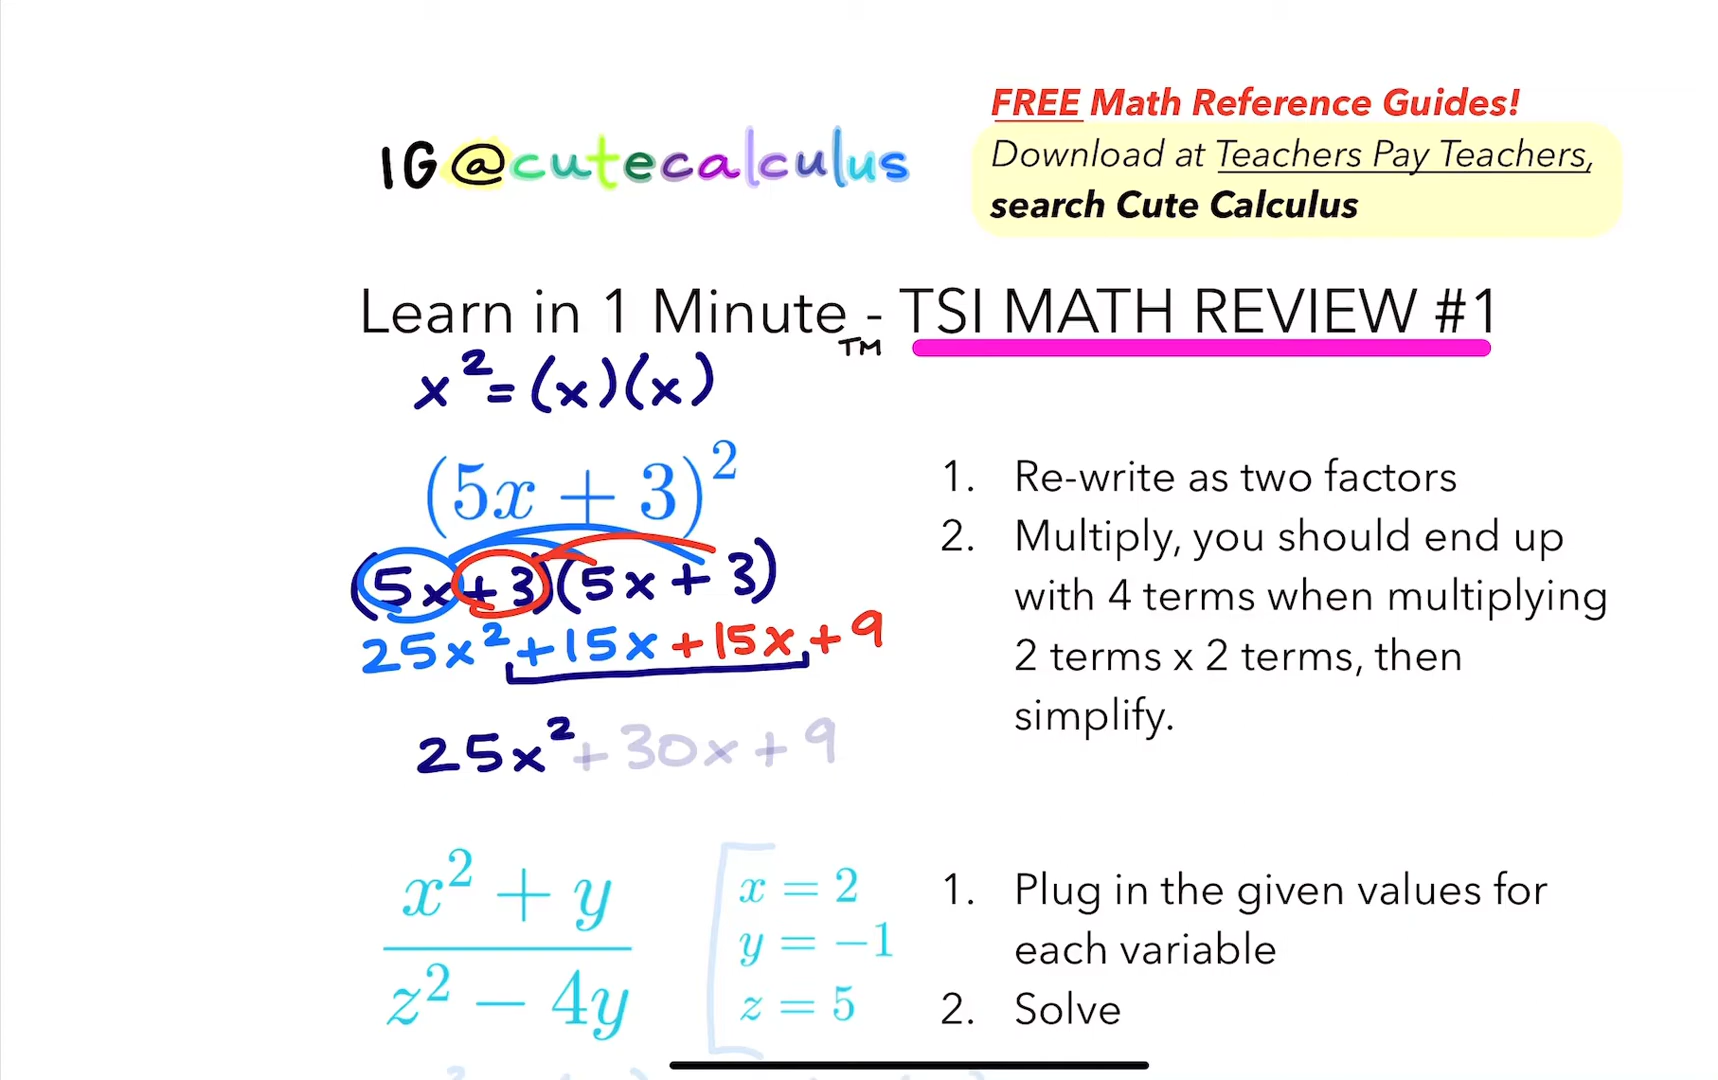 FREE Math Reference Guides!
IG@cutecalculus
Download at Teachers Pay Teachers,
search Cute Calculus
Learn in 1 Minute™ - TSI MATH REVIEW #1
x² = (x)(x)
(5x + 3)²
(5x+3)(5x+3)
25x² +15x +15x +9
25x² + 30x + 9
1. Re-write as two factors
2. Multiply, you should end up
with 4 terms when multiplying
2 terms x 2 terms, then
simplify.
x² + y
z² − 4y
x = 2
y = −1
z = 5
1. Plug in the given values for
each variable
2. Solve